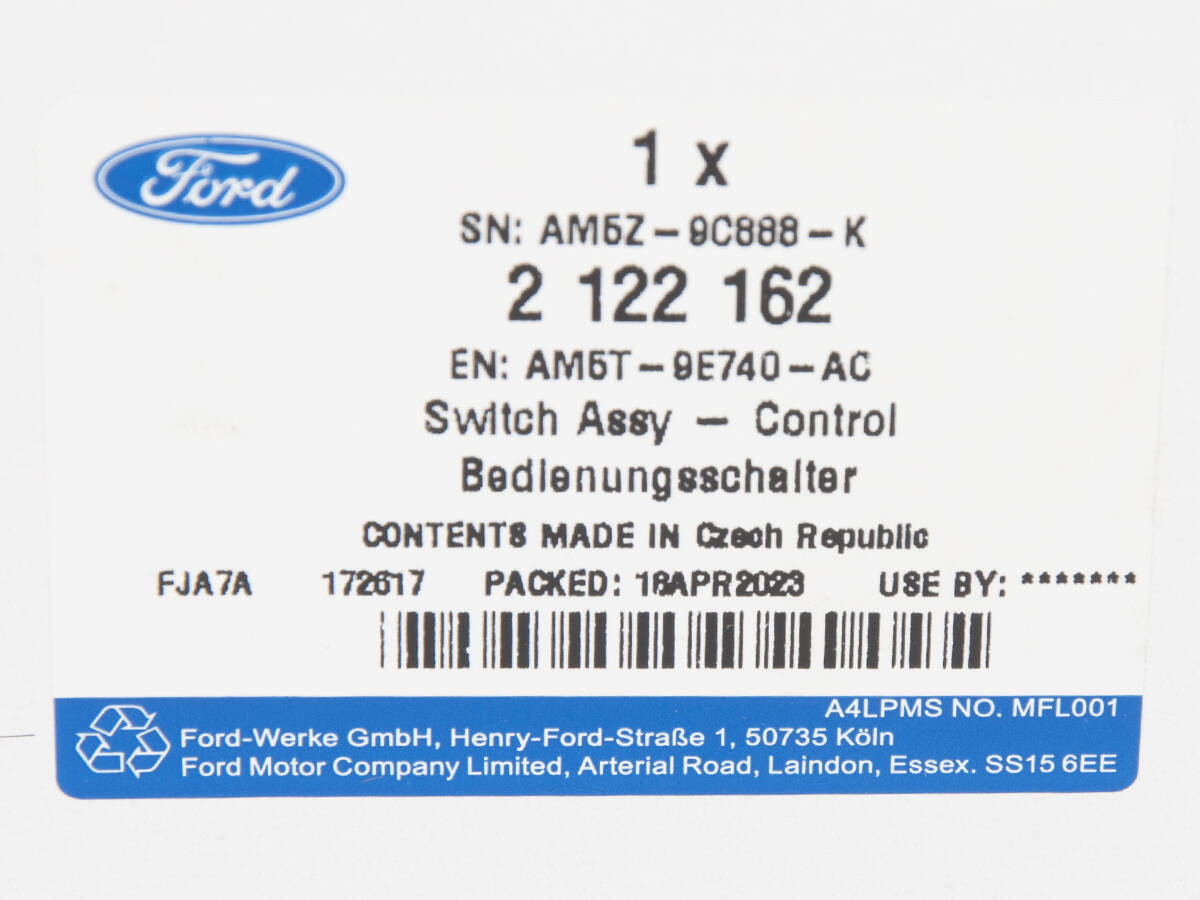 Ford
1 x
SN: AM5Z-9C888-K
2 122 162
EN: AM5T-9E740-AC
Switch Assy - Control
Bedienungsschalter
CONTENTS MADE IN Czech Republic
FJA7A 172617 PACKED: 18APR2023 USE BY: *******
A4LPMS NO. MFL001
Ford-Werke GmbH, Henry-Ford-Straße 1, 50735 Köln
Ford Motor Company Limited, Arterial Road, Laindon, Essex. SS15 6EE